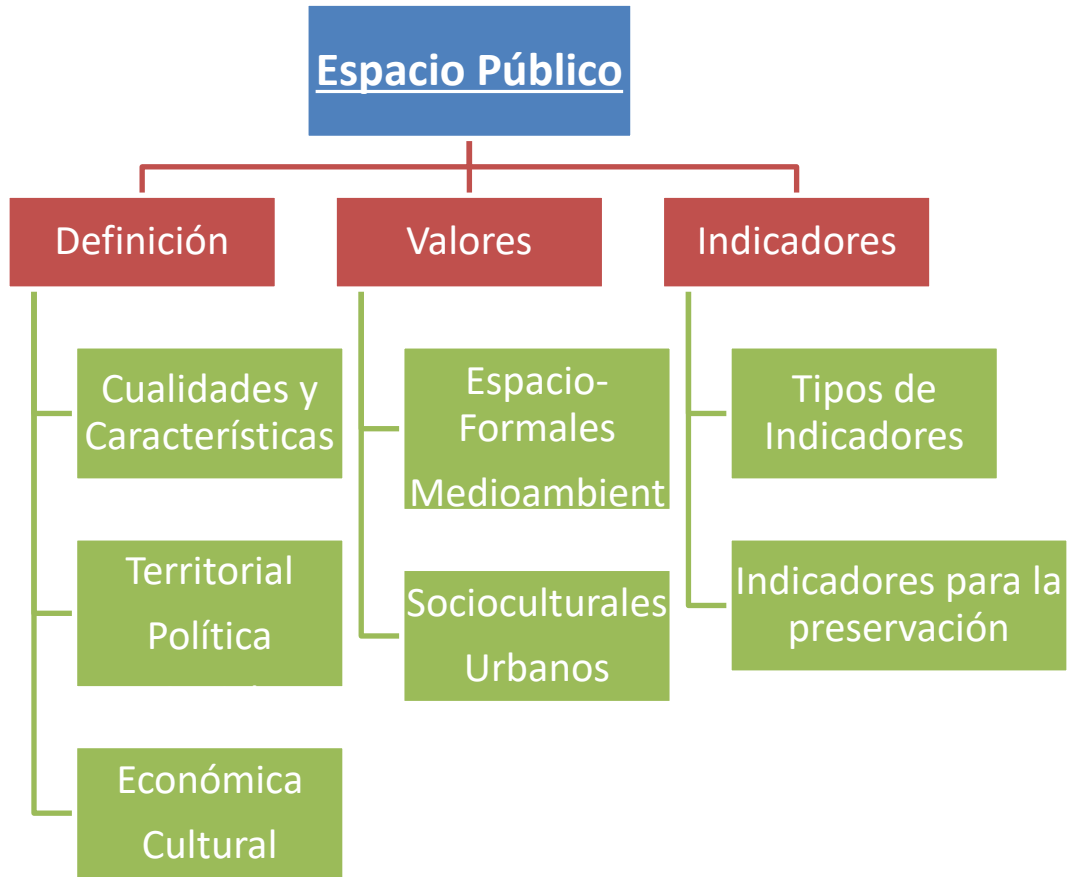 Espacio Público
Definición
Valores
Indicadores
Cualidades y
Características
Territorial
Política
Económica
Cultural
Espacio-
Formales
Medioambient
Socioculturales
Urbanos
Tipos de
Indicadores
Indicadores para la
preservación